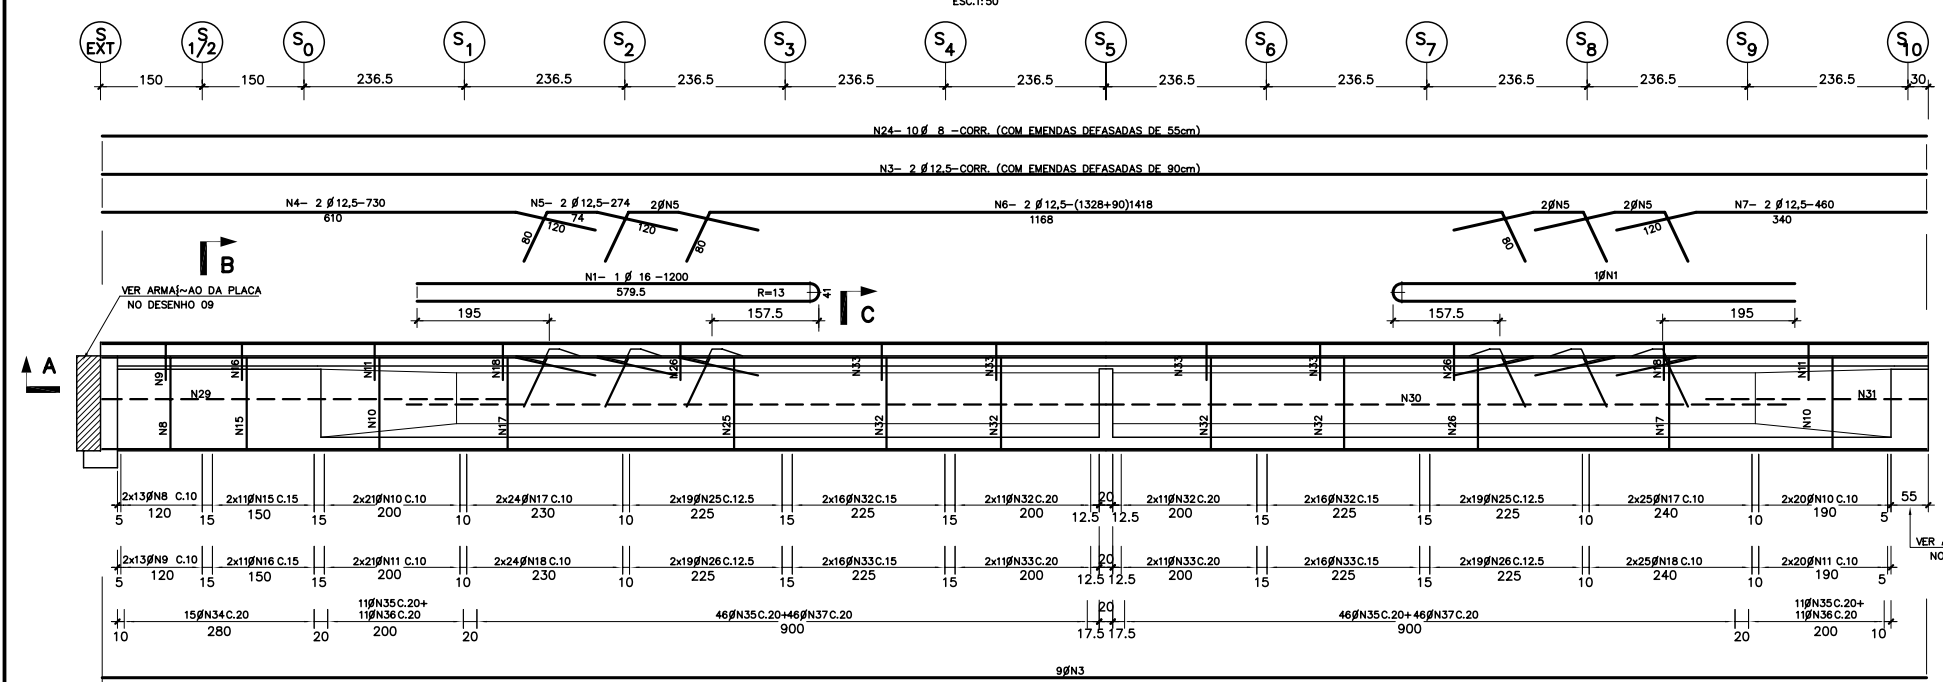 ESC.1:50
S EXT S 1/2 S0 S1 S2 S3 S4 S5 S6 S7 S8 S9 S10
150 150 236.5 236.5 236.5 236.5 236.5 236.5 236.5 236.5 236.5 236.5 30
N24- 10Ø 8 -CORR. (COM EMENDAS DEFASADAS DE 55cm)
N3- 2 Ø 12,5-CORR. (COM EMENDAS DEFASADAS DE 90cm)
N4- 2 Ø 12,5-730 N5- 2 Ø 12,5-274 2ØN5 N6- 2 Ø 12,5-(1328+90)1418 2ØN5 2ØN5 N7- 2 Ø 12,5-460
610 74 1168 340
80 120 120 80 80 120
B
N1- 1 Ø 16 -1200 1ØN1
VER ARMA{~AO DA PLACA 579.5 R=13 41
NO DESENHO 09
195 157.5 C 157.5 195
A
N9 N16 N11 N18 N26 N33 N33 N33 N33 N26 N18 N11
N29 N30 N31
N8 N15 N10 N17 N25 N32 N32 N32 N32 N26 N17 N10
2x13ØN8 C.10 2x11ØN15 C.15 2x21ØN10 C.10 2x24ØN17 C.10 2x19ØN25 C.12.5 2x16ØN32 C.15 2x11ØN32 C.20 20 2x11ØN32 C.20 2x16ØN32 C.15 2x19ØN25 C.12.5 2x25ØN17 C.10 2x20ØN10 C.10 55
5 120 15 150 15 200 10 230 10 225 15 225 15 200 12.5 12.5 200 15 225 15 225 10 240 10 190 5
VER
NO
2x13ØN9 C.10 2x11ØN16 C.15 2x21ØN11 C.10 2x24ØN18 C.10 2x19ØN26 C.12.5 2x16ØN33 C.15 2x11ØN33 C.20 20 2x11ØN33 C.20 2x16ØN33 C.15 2x19ØN26 C.12.5 2x25ØN18 C.10 2x20ØN11 C.10
5 120 15 150 15 200 10 230 10 225 15 225 15 200 12.5 12.5 200 15 225 15 225 10 240 10 190 5
11ØN35 C.20+ 11ØN35 C.20+
15ØN34 C.20 11ØN36 C.20 46ØN35 C.20+46ØN37 C.20 20 46ØN35 C.20+46ØN37 C.20 11ØN36 C.20
10 280 20 200 20 900 17.5 17.5 900 20 200 10
9ØN3